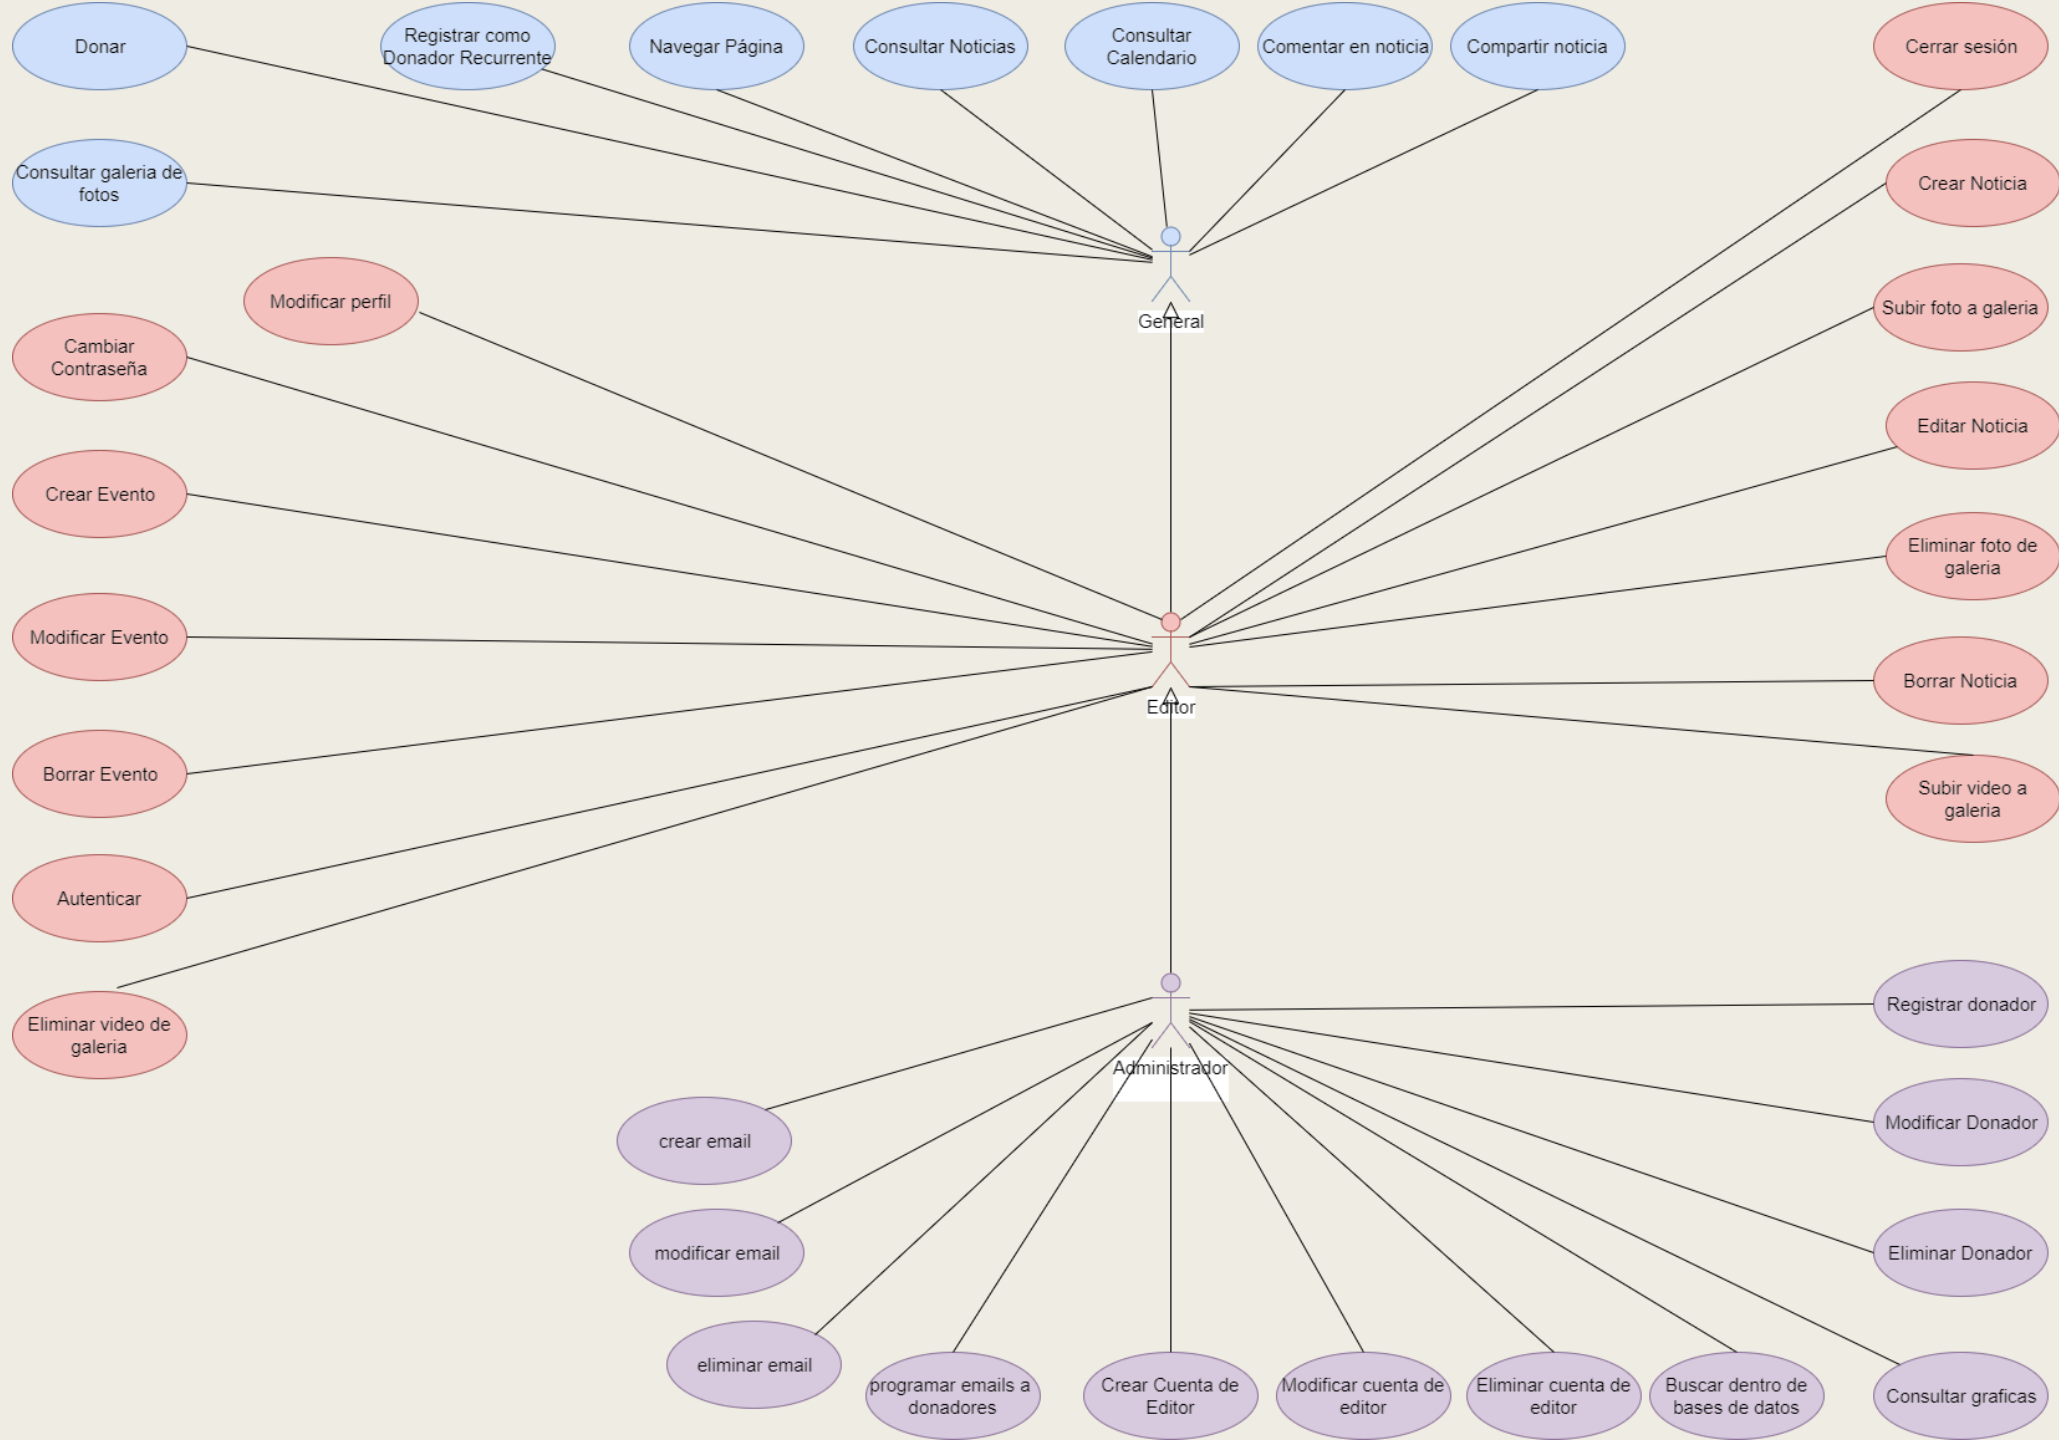 Donar
Registrar como
Donador Recurrente
Navegar Página
Consultar Noticias
Consultar
Calendario
Comentar en noticia
Compartir noticia
Cerrar sesión
Consultar galeria de
fotos
Crear Noticia
Modificar perfil
General
Subir foto a galeria
Cambiar
Contraseña
Editar Noticia
Crear Evento
Eliminar foto de
galeria
Modificar Evento
Editor
Borrar Noticia
Borrar Evento
Subir video a
galeria
Autenticar
Eliminar video de
galeria
Administrador
Registrar donador
crear email
Modificar Donador
modificar email
Eliminar Donador
eliminar email
programar emails a
donadores
Crear Cuenta de
Editor
Modificar cuenta de
editor
Eliminar cuenta de
editor
Buscar dentro de
bases de datos
Consultar graficas